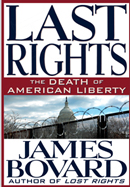 LAST
RIGHTS
THE DEATH OF
AMERICAN LIBERTY
JAMES
BOVARD
AUTHOR OF LOST RIGHTS